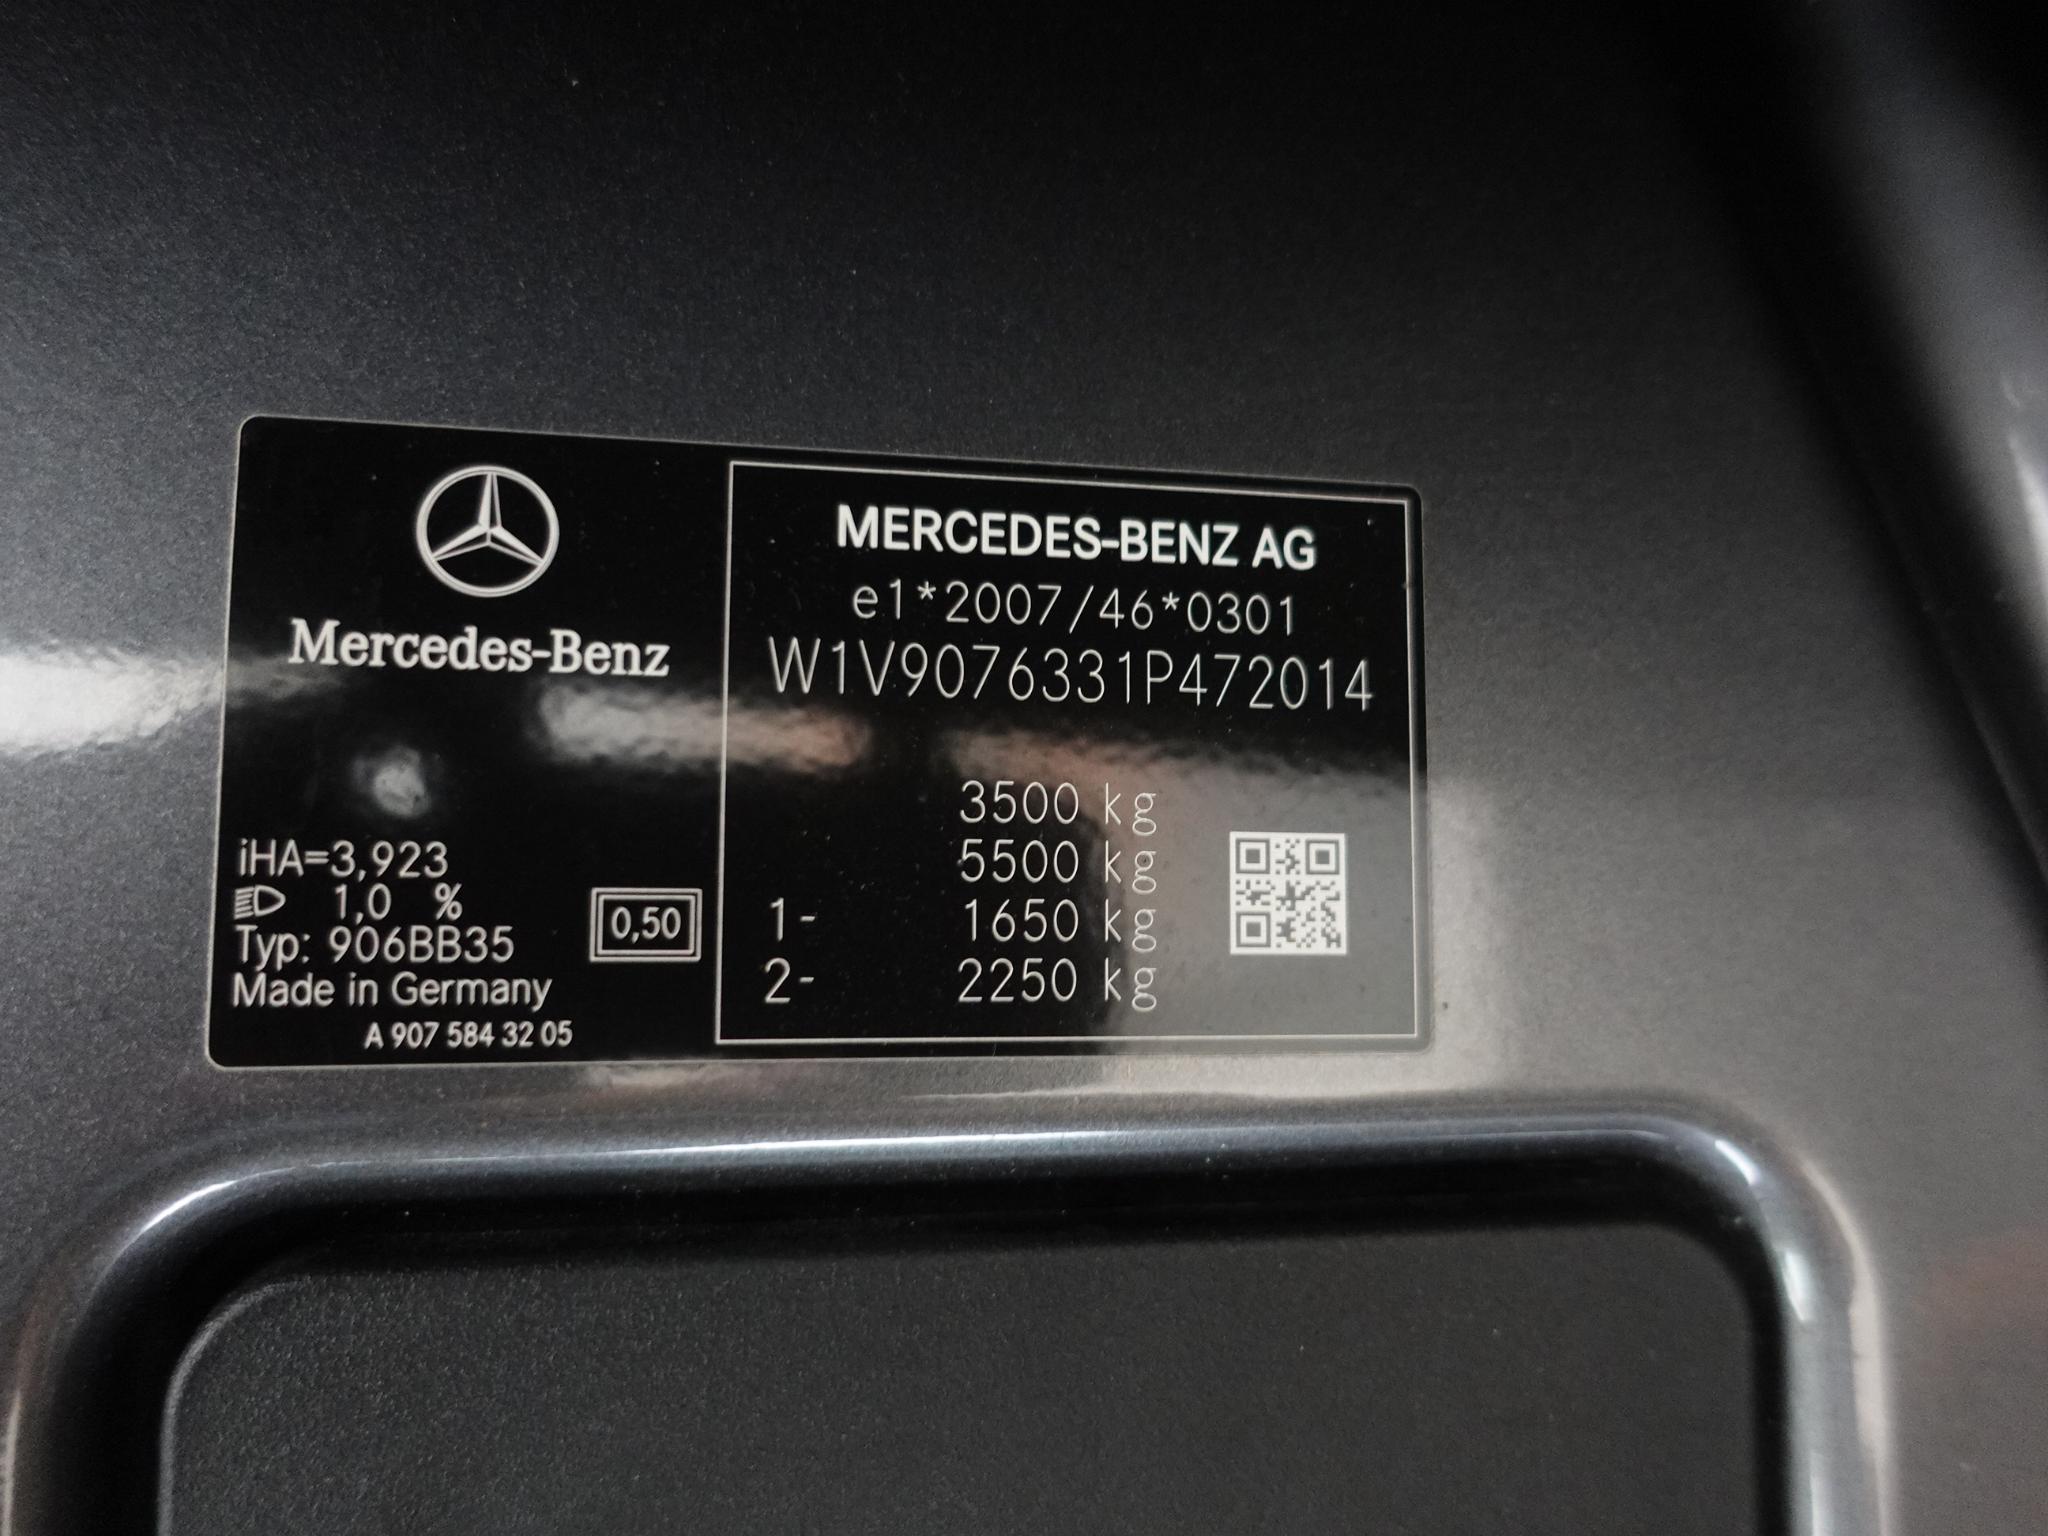 Mercedes-Benz
iHA=3,923
1,0 %
Typ: 906BB35
Made in Germany
A 907 584 32 05
0,50
MERCEDES-BENZ AG
e1*2007/46*0301
W1V9076331P472014
3500 kg
5500 kg
1- 1650 kg
2- 2250 kg